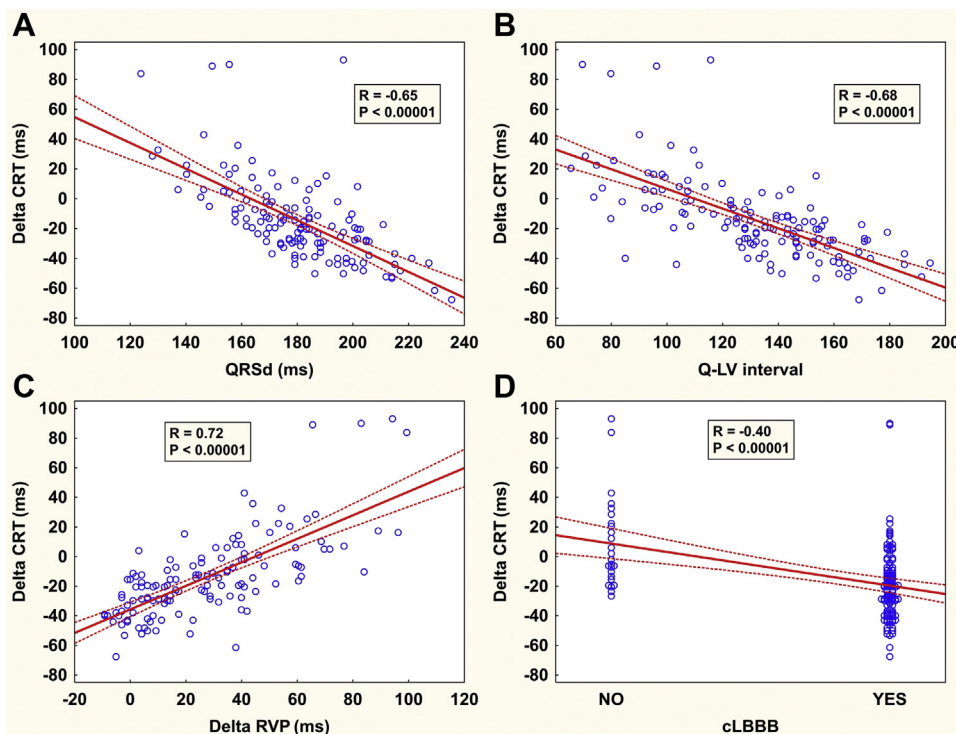 A
Delta CRT (ms)
100
80
60
40
20
0
-20
-40
-60
-80
R = -0.65
P < 0.00001
100 120 140 160 180 200 220 240
QRSd (ms)
B
Delta CRT (ms)
100
80
60
40
20
0
-20
-40
-60
-80
R = -0.68
P < 0.00001
60 80 100 120 140 160 180 200
Q-LV interval
C
Delta CRT (ms)
100
80
60
40
20
0
-20
-40
-60
-80
R = 0.72
P < 0.00001
-20 0 20 40 60 80 100 120
Delta RVP (ms)
D
Delta CRT (ms)
100
80
60
40
20
0
-20
-40
-60
-80
R = -0.40
P < 0.00001
NO YES
cLBBB